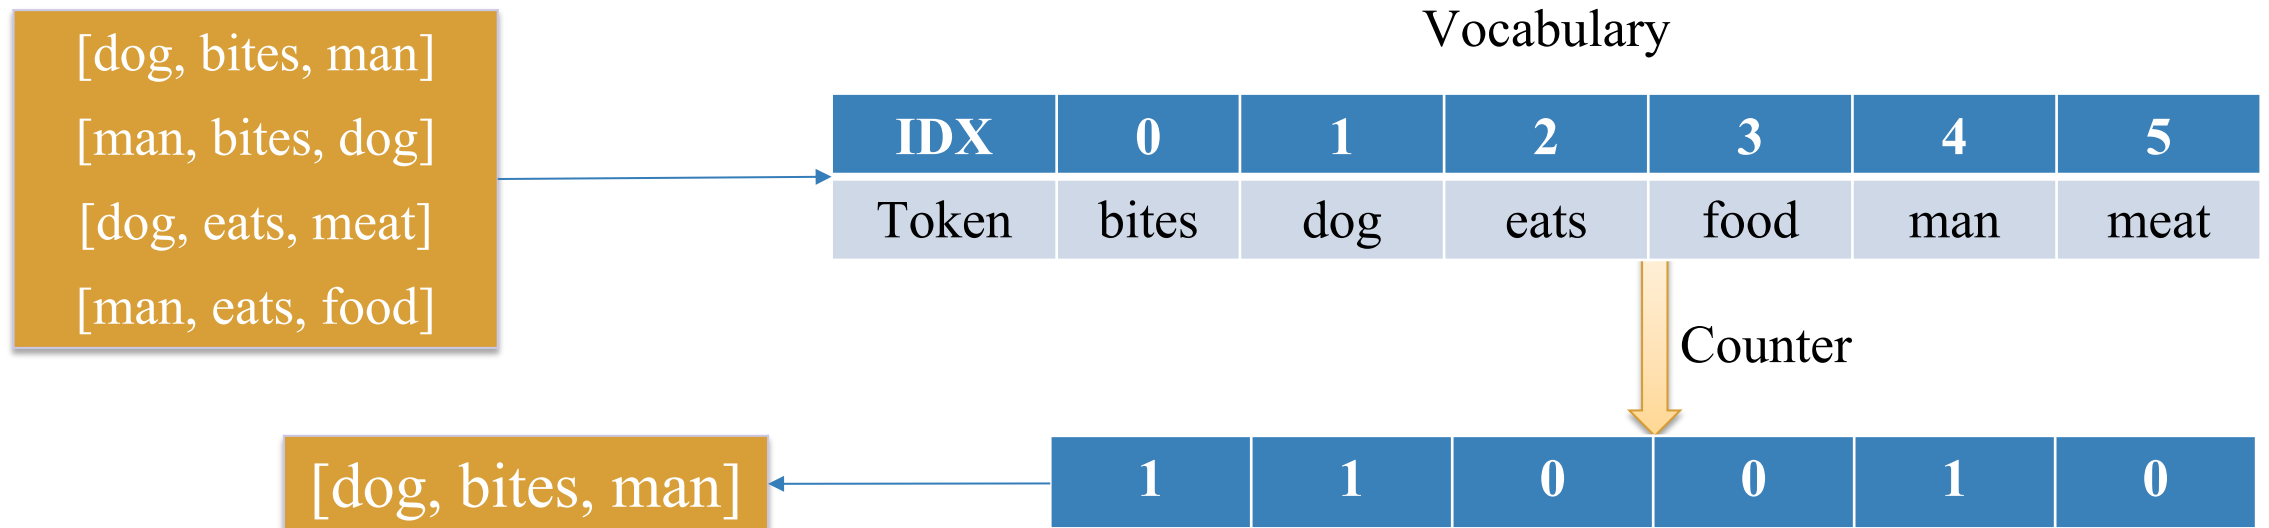 [dog, bites, man]
[man, bites, dog]
[dog, eats, meat]
[man, eats, food]
Vocabulary
IDX 0 1 2 3 4 5
Token bites dog eats food man meat
Counter
[dog, bites, man]
1 1 0 0 1 0